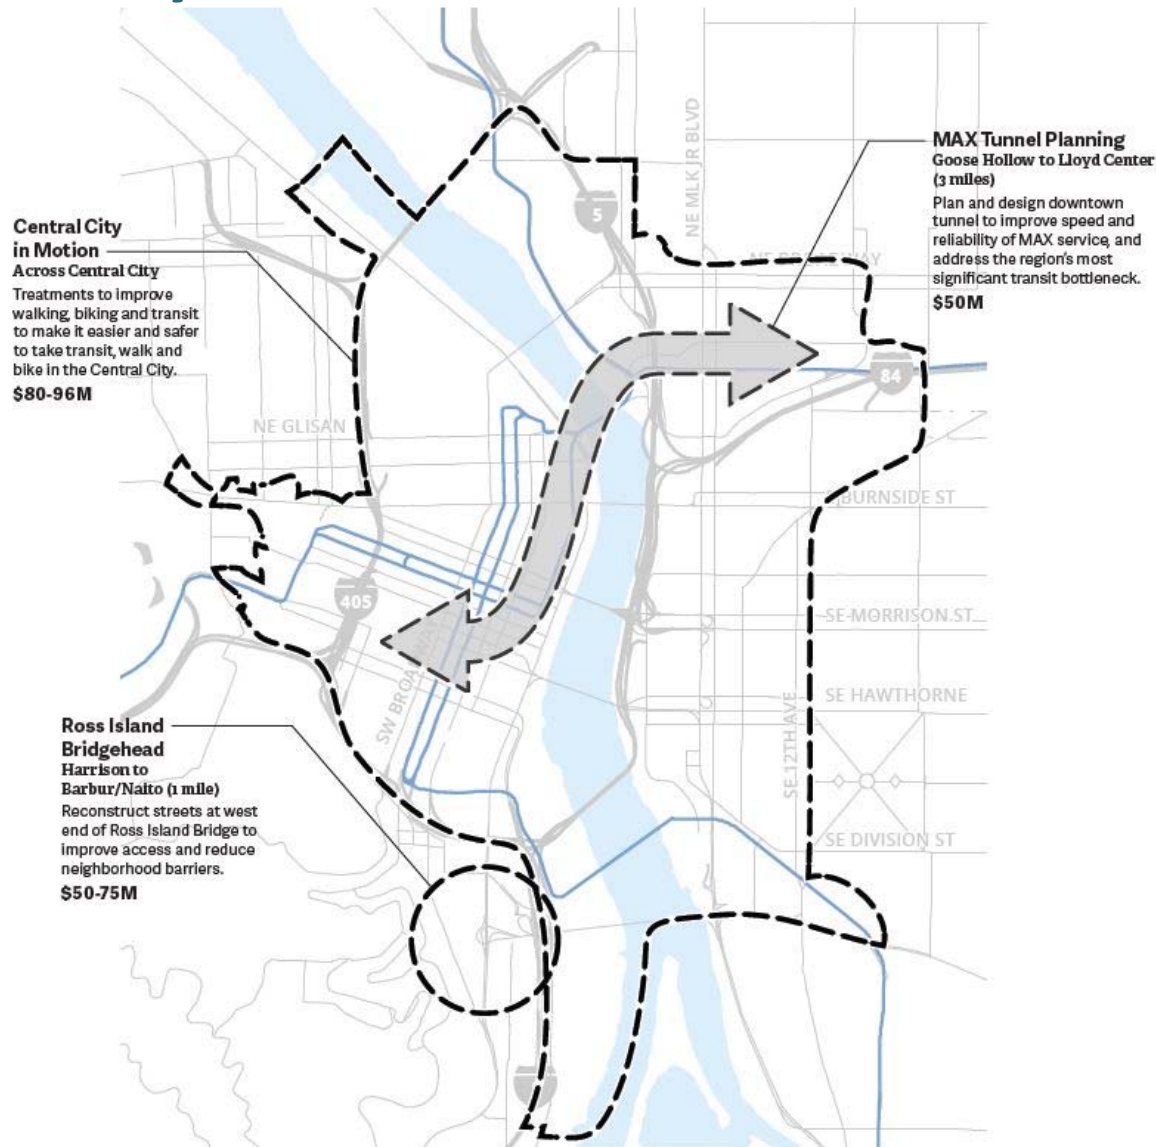 MAX Tunnel Planning
Goose Hollow to Lloyd Center
(3 miles)
Plan and design downtown
tunnel to improve speed and
reliability of MAX service, and
address the region's most
significant transit bottleneck.
$50M
Central City
in Motion
Across Central City
Treatments to improve
walking, biking and transit
to make it easier and safer
to take transit, walk and
bike in the Central City.
$80-96M
Ross Island
Bridgehead
Harrison to
Barbur/Naito (1 mile)
Reconstruct streets at west
end of Ross Island Bridge to
improve access and reduce
neighborhood barriers.
$50-75M
NE MLK JR BLVD
5
NE BROADWAY
84
NE GLISAN
BURNSIDE ST
405
SE MORRISON ST
SW BROADWAY
SE HAWTHORNE
SE 12TH AVE
SE DIVISION ST